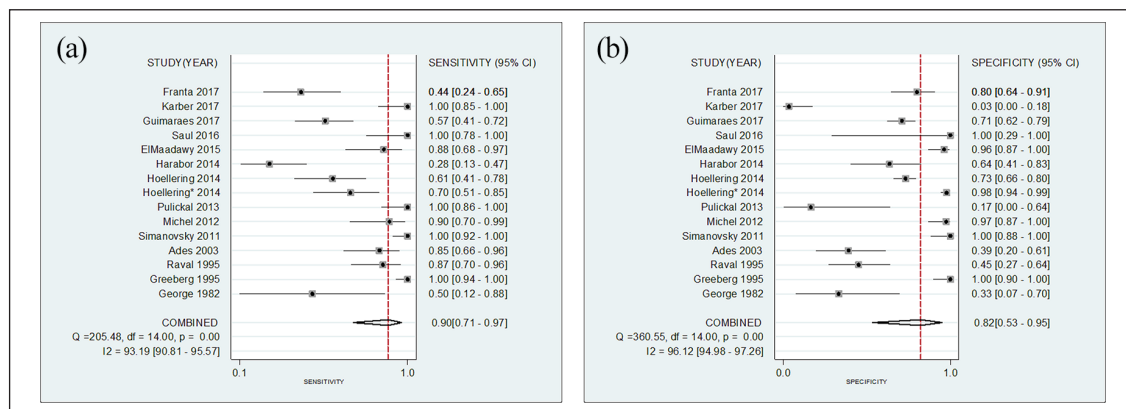 (a)
STUDY(YEAR) SENSITIVITY (95% CI)
Franta 2017 0.44 [0.24 - 0.65]
Karber 2017 1.00 [0.85 - 1.00]
Guimaraes 2017 0.57 [0.41 - 0.72]
Saul 2016 1.00 [0.78 - 1.00]
ElMaadawy 2015 0.88 [0.68 - 0.97]
Harabor 2014 0.28 [0.13 - 0.47]
Hoellering 2014 0.61 [0.41 - 0.78]
Hoellering* 2014 0.70 [0.51 - 0.85]
Pulickal 2013 1.00 [0.86 - 1.00]
Michel 2012 0.90 [0.70 - 0.99]
Simanovsky 2011 1.00 [0.92 - 1.00]
Ades 2003 0.85 [0.66 - 0.96]
Raval 1995 0.87 [0.70 - 0.96]
Greeberg 1995 1.00 [0.94 - 1.00]
George 1982 0.50 [0.12 - 0.88]
COMBINED 0.90[0.71 - 0.97]
Q =205.48, df = 14.00, p = 0.00
I2 = 93.19 [90.81 - 95.57]
0.1 1.0
SENSITIVITY
(b)
STUDY(YEAR) SPECIFICITY (95% CI)
Franta 2017 0.80 [0.64 - 0.91]
Karber 2017 0.03 [0.00 - 0.18]
Guimaraes 2017 0.71 [0.62 - 0.79]
Saul 2016 1.00 [0.29 - 1.00]
ElMaadawy 2015 0.96 [0.87 - 1.00]
Harabor 2014 0.64 [0.41 - 0.83]
Hoellering 2014 0.73 [0.66 - 0.80]
Hoellering* 2014 0.98 [0.94 - 0.99]
Pulickal 2013 0.17 [0.00 - 0.64]
Michel 2012 0.97 [0.87 - 1.00]
Simanovsky 2011 1.00 [0.88 - 1.00]
Ades 2003 0.39 [0.20 - 0.61]
Raval 1995 0.45 [0.27 - 0.64]
Greeberg 1995 1.00 [0.90 - 1.00]
George 1982 0.33 [0.07 - 0.70]
COMBINED 0.82[0.53 - 0.95]
Q =360.55, df = 14.00, p = 0.00
I2 = 96.12 [94.98 - 97.26]
0.0 1.0
SPECIFICITY